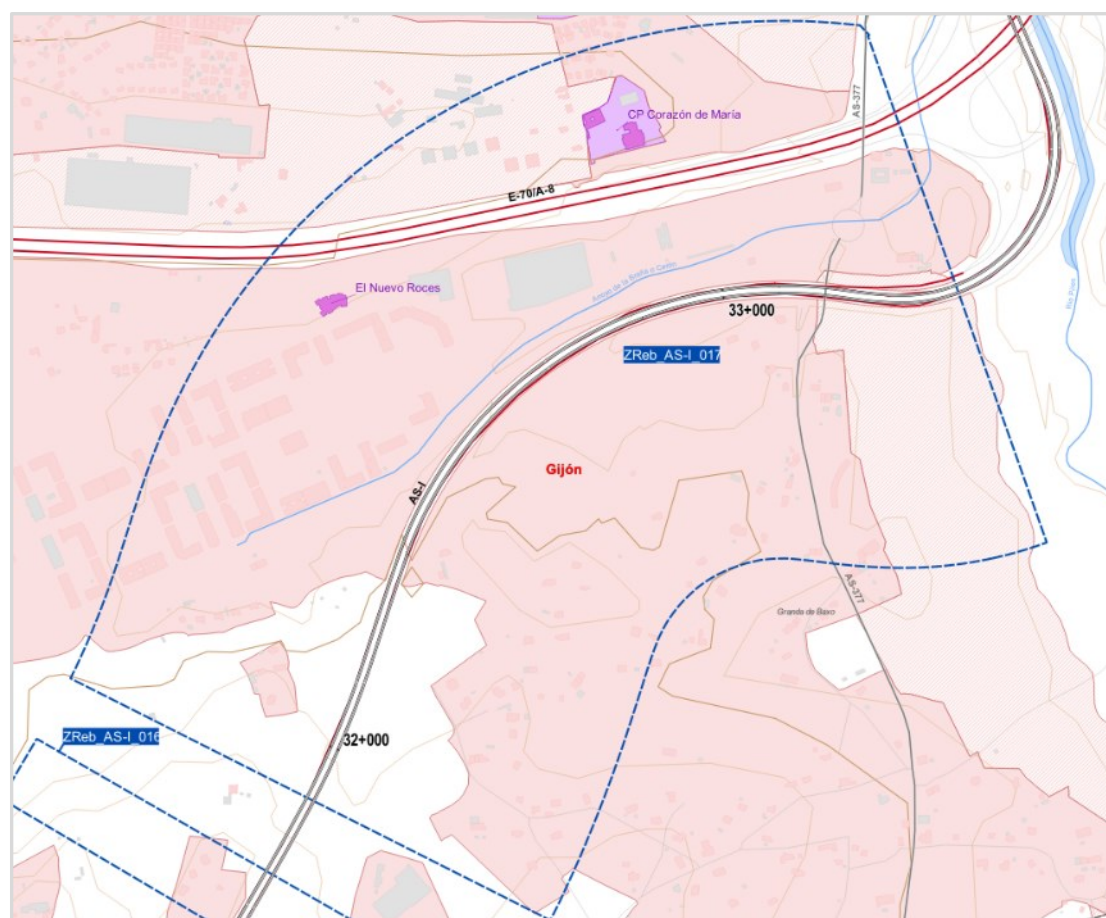 AS-377
CP Corazón de María
E-70/A-8
El Nuevo Roces
33+000
ZReb_AS-I_017
Gijón
AS-I
AS-377
Granda de Baxo
ZReb_AS-I_016
32+000